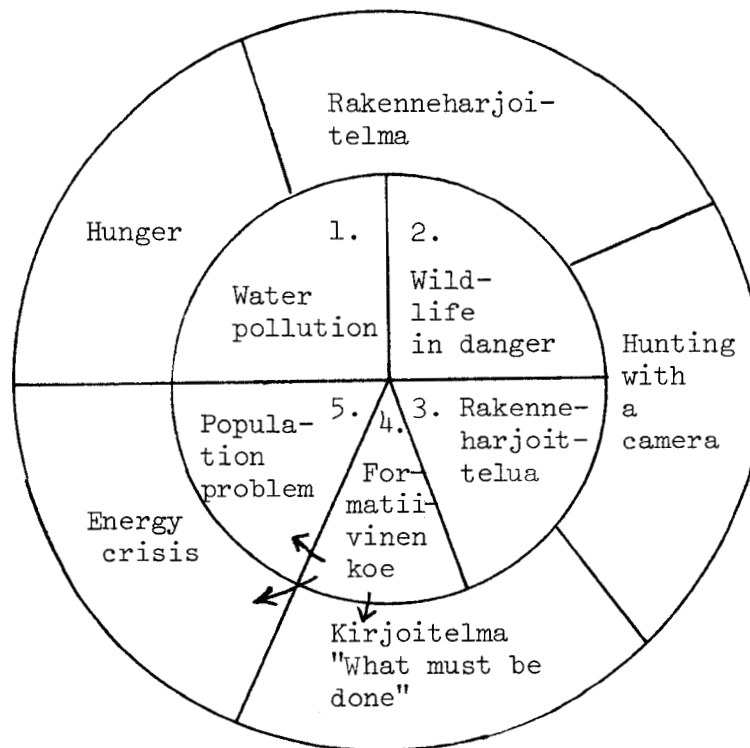 Rakenneharjoi-
telma
Hunger
1.
Water
pollution
2.
Wild-
life
in danger
Hunting
with
a
camera
3. Rakenne-
harjoit-
telua
4.
For-
matii-
vinen
koe
5.
Popula-
tion
problem
Energy
crisis
Kirjoitelma
"What must be
done"